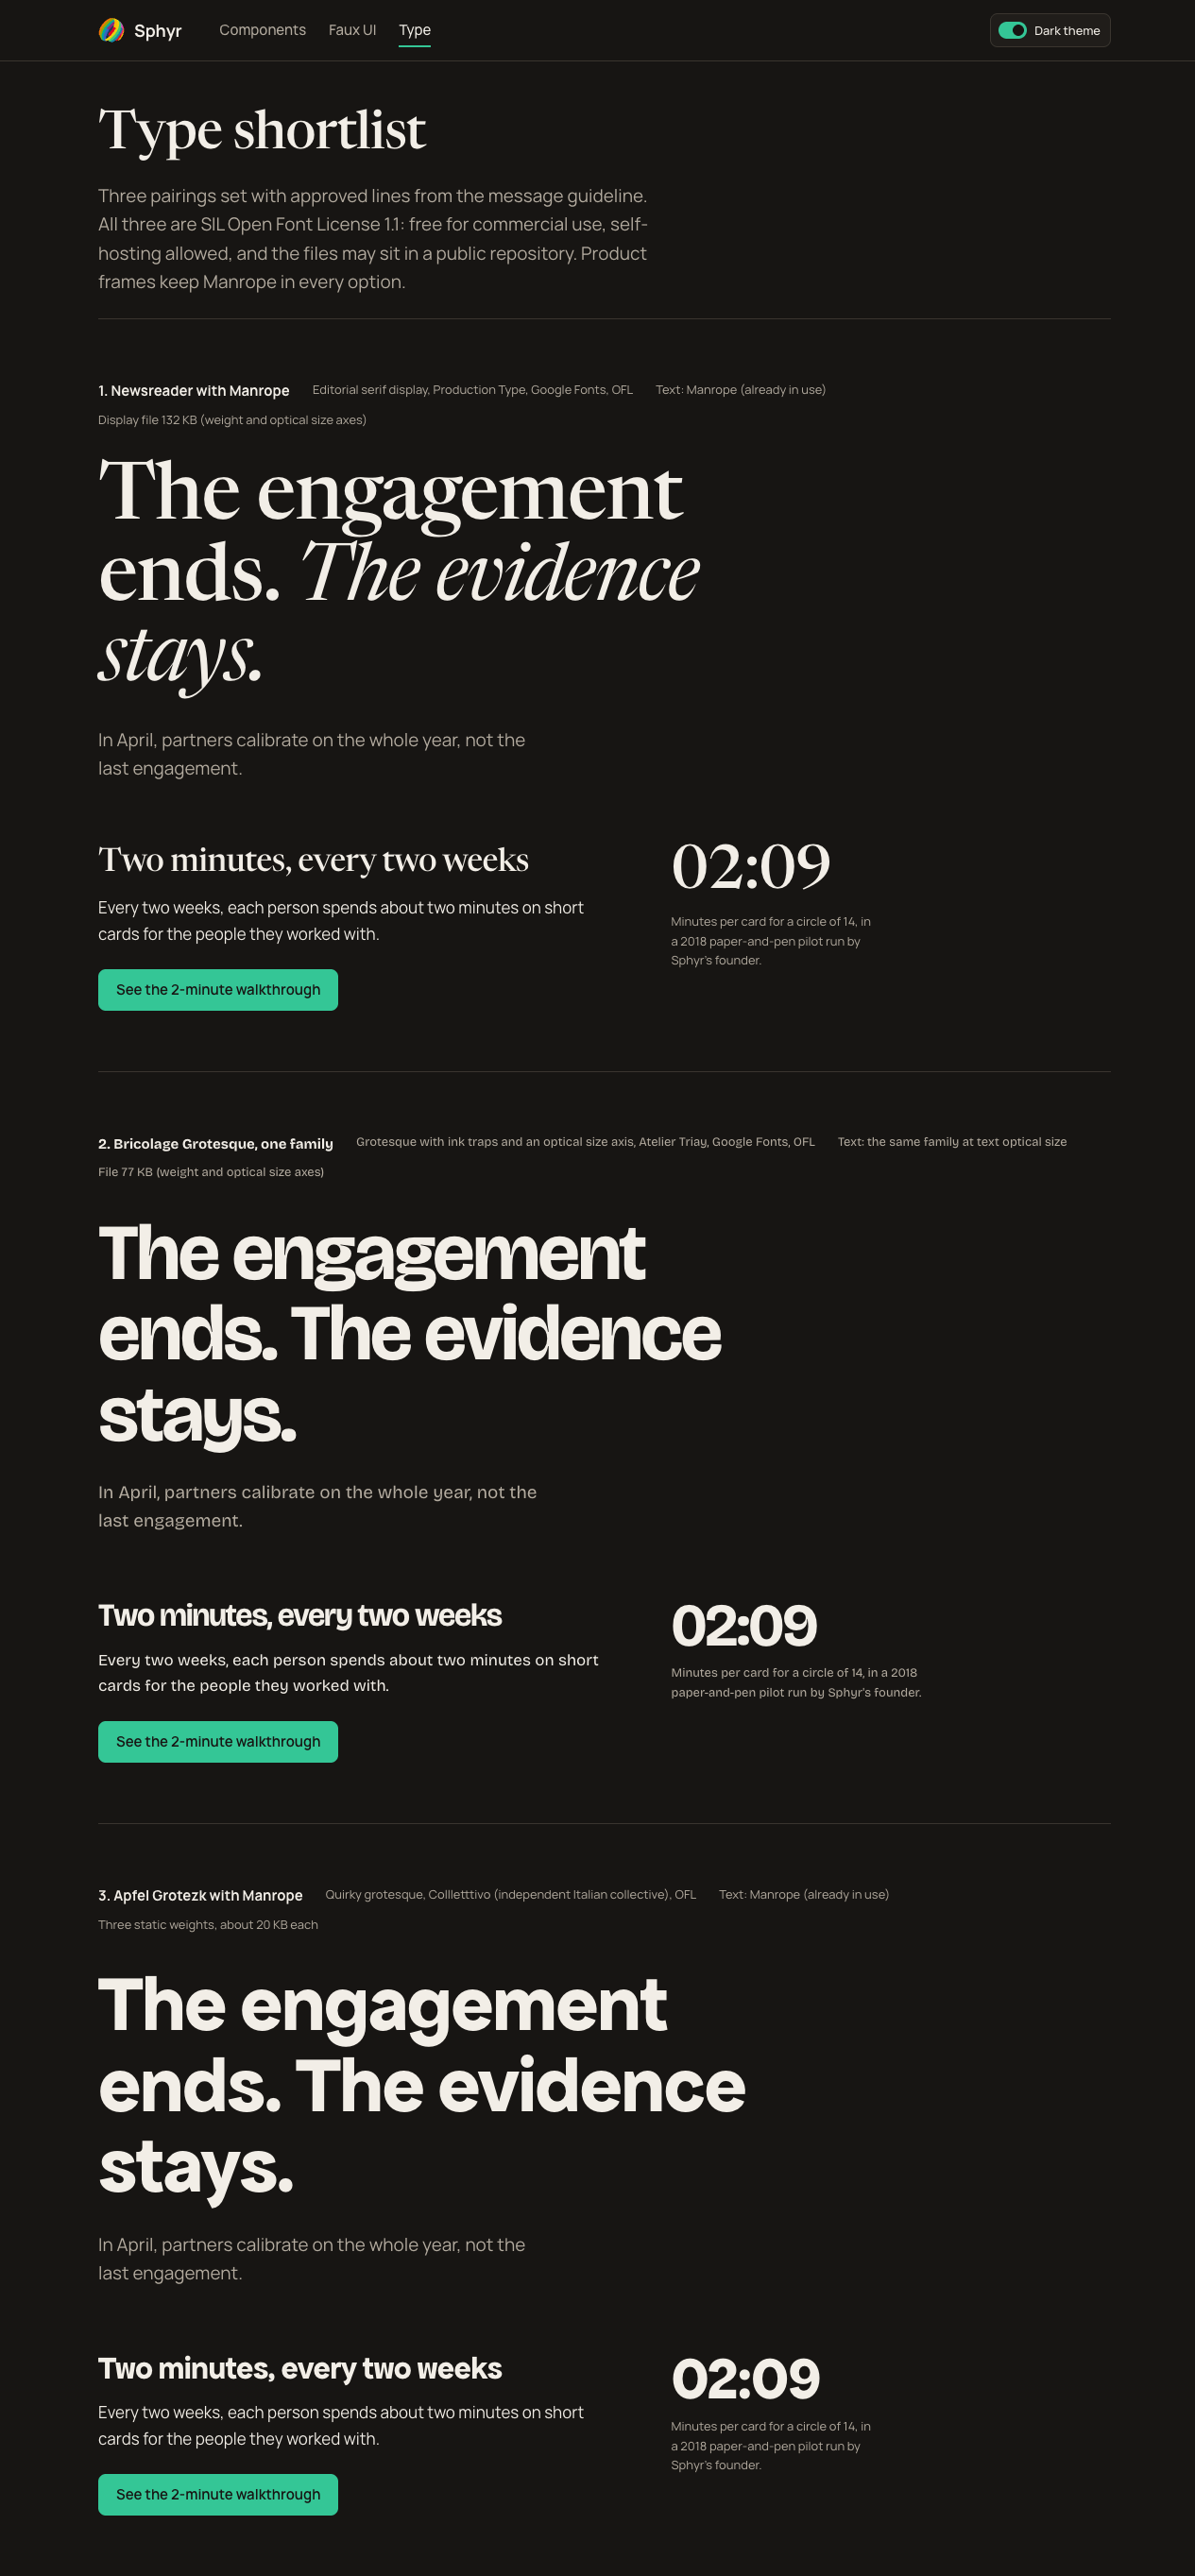 Sphyr Components Faux UI Type Dark theme
Type shortlist
Three pairings set with approved lines from the message guideline.
All three are SIL Open Font License 1.1: free for commercial use, self-
hosting allowed, and the files may sit in a public repository. Product
frames keep Manrope in every option.
1. Newsreader with Manrope Editorial serif display, Production Type, Google Fonts, OFL Text: Manrope (already in use)
Display file 132 KB (weight and optical size axes)
The engagement
ends. The evidence
stays.
In April, partners calibrate on the whole year, not the
last engagement.
Two minutes, every two weeks
Every two weeks, each person spends about two minutes on short
cards for the people they worked with.
See the 2-minute walkthrough
02:09
Minutes per card for a circle of 14, in
a 2018 paper-and-pen pilot run by
Sphyr's founder.
2. Bricolage Grotesque, one family Grotesque with ink traps and an optical size axis, Atelier Triay, Google Fonts, OFL Text: the same family at text optical size
File 77 KB (weight and optical size axes)
The engagement
ends. The evidence
stays.
In April, partners calibrate on the whole year, not the
last engagement.
Two minutes, every two weeks
Every two weeks, each person spends about two minutes on short
cards for the people they worked with.
See the 2-minute walkthrough
02:09
Minutes per card for a circle of 14, in a 2018
paper-and-pen pilot run by Sphyr's founder.
3. Apfel Grotezk with Manrope Quirky grotesque, Collletttivo (independent Italian collective), OFL Text: Manrope (already in use)
Three static weights, about 20 KB each
The engagement
ends. The evidence
stays.
In April, partners calibrate on the whole year, not the
last engagement.
Two minutes, every two weeks
Every two weeks, each person spends about two minutes on short
cards for the people they worked with.
See the 2-minute walkthrough
02:09
Minutes per card for a circle of 14, in
a 2018 paper-and-pen pilot run by
Sphyr's founder.